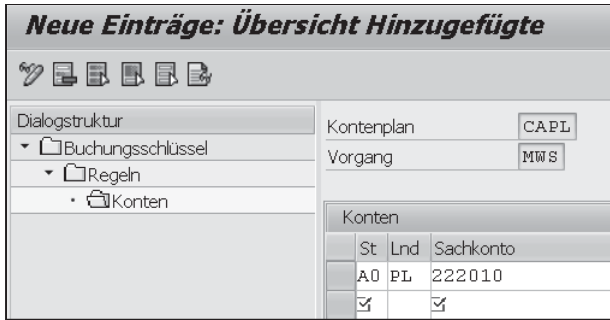 Neue Einträge: Übersicht Hinzugefügte
Dialogstruktur
Buchungsschlüssel
Regeln
Konten
Kontenplan CAPL
Vorgang MWS
Konten
St Lnd Sachkonto
A0 PL 222010